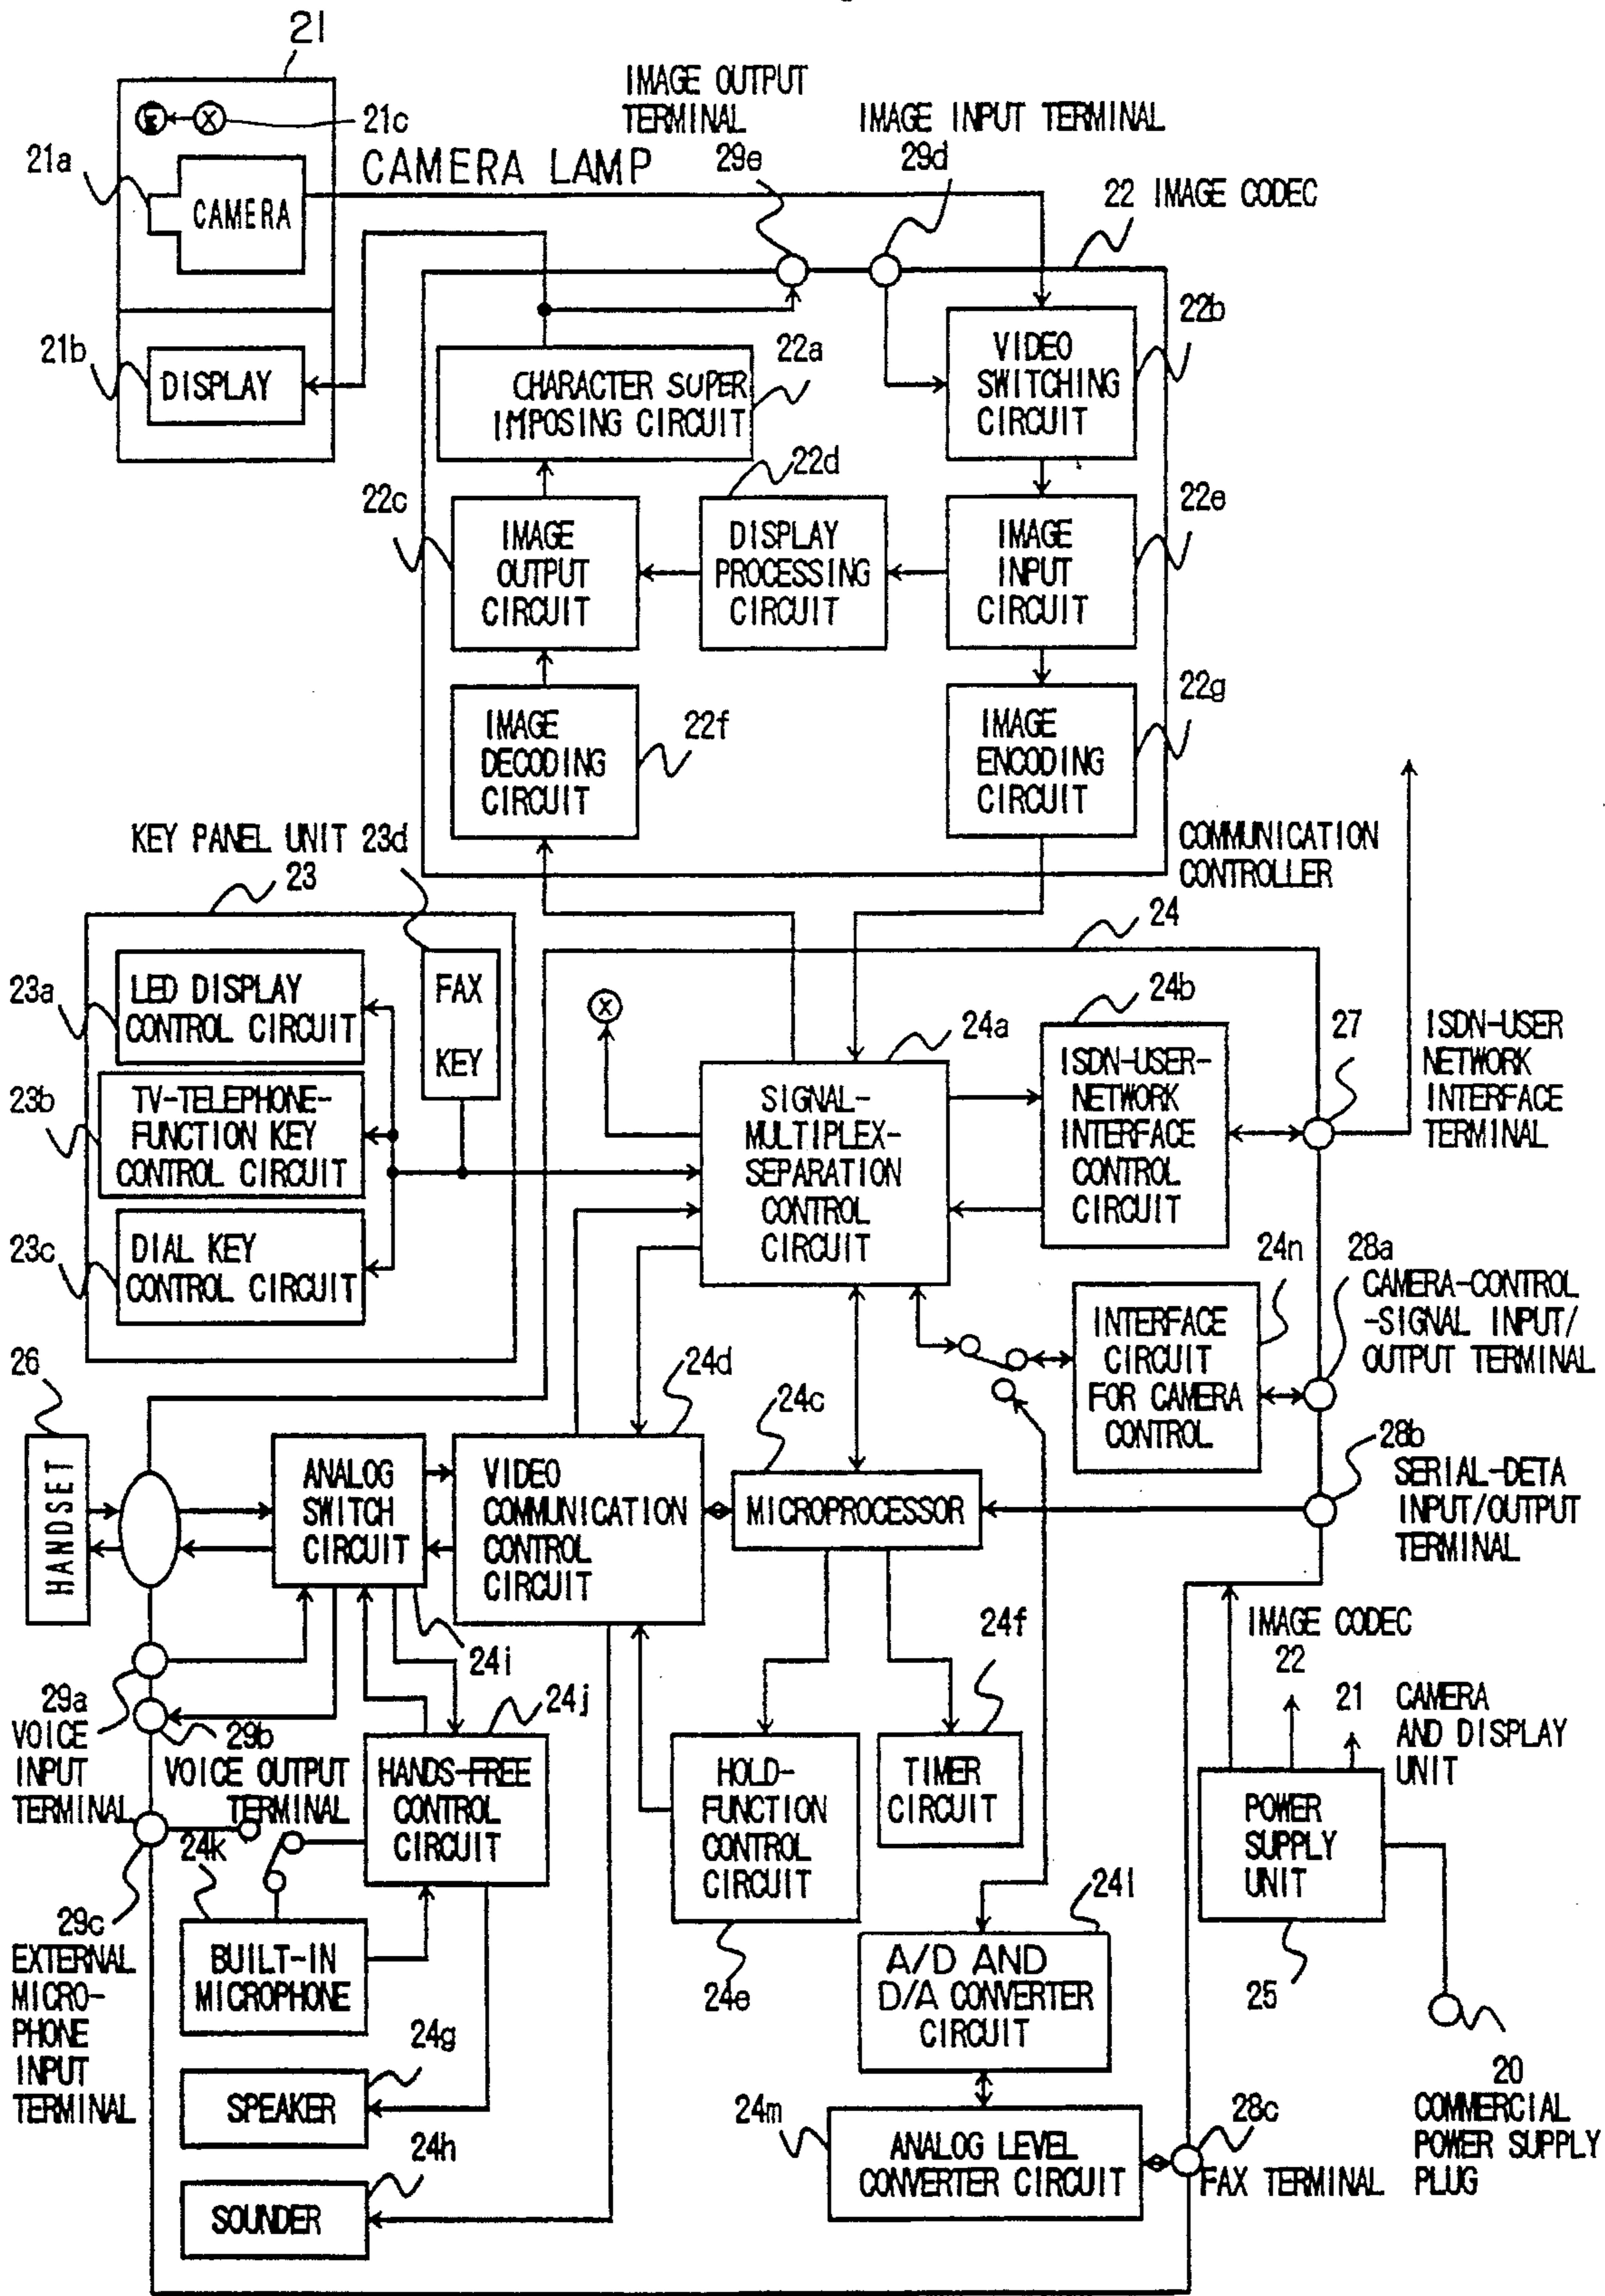 21
21c
21a
CAMERA LAMP
CAMERA
IMAGE OUTPUT
TERMINAL
29e
IMAGE INPUT TERMINAL
29d
22 IMAGE CODEC
21b
DISPLAY
22a
CHARACTER SUPER
IMPOSING CIRCUIT
22b
VIDEO
SWITCHING
CIRCUIT
22c
IMAGE
OUTPUT
CIRCUIT
22d
DISPLAY
PROCESSING
CIRCUIT
22e
IMAGE
INPUT
CIRCUIT
IMAGE
DECODING
CIRCUIT
22f
IMAGE
ENCODING
CIRCUIT
22g
KEY PANEL UNIT
23
23d
COMMUNICATION
CONTROLLER
24
23a
LED DISPLAY
CONTROL CIRCUIT
FAX
KEY
23b
TV-TELEPHONE-
FUNCTION KEY
CONTROL CIRCUIT
23c
DIAL KEY
CONTROL CIRCUIT
X
24a
SIGNAL-
MULTIPLEX-
SEPARATION
CONTROL
CIRCUIT
24b
ISDN-USER-
NETWORK
INTERFACE
CONTROL
CIRCUIT
27
ISDN-USER
NETWORK
INTERFACE
TERMINAL
24n
INTERFACE
CIRCUIT
FOR CAMERA
CONTROL
28a
CAMERA-CONTROL
-SIGNAL INPUT/
OUTPUT TERMINAL
26
HANDSET
ANALOG
SWITCH
CIRCUIT
24i
24d
VIDEO
COMMUNICATION
CONTROL
CIRCUIT
24c
MICROPROCESSOR
28b
SERIAL-DETA
INPUT/OUTPUT
TERMINAL
29a
VOICE
INPUT
TERMINAL
29b
VOICE OUTPUT
TERMINAL
24j
HANDS-FREE
CONTROL
CIRCUIT
HOLD-
FUNCTION
CONTROL
CIRCUIT
24e
24f
TIMER
CIRCUIT
IMAGE CODEC
22
21
CAMERA
AND DISPLAY
UNIT
POWER
SUPPLY
UNIT
25
20
COMMERCIAL
POWER SUPPLY
PLUG
29c
EXTERNAL
MICRO-
PHONE
INPUT
TERMINAL
24k
BUILT-IN
MICROPHONE
24g
SPEAKER
24h
SOUNDER
24l
A/D AND
D/A CONVERTER
CIRCUIT
24m
ANALOG LEVEL
CONVERTER CIRCUIT
28c
FAX TERMINAL